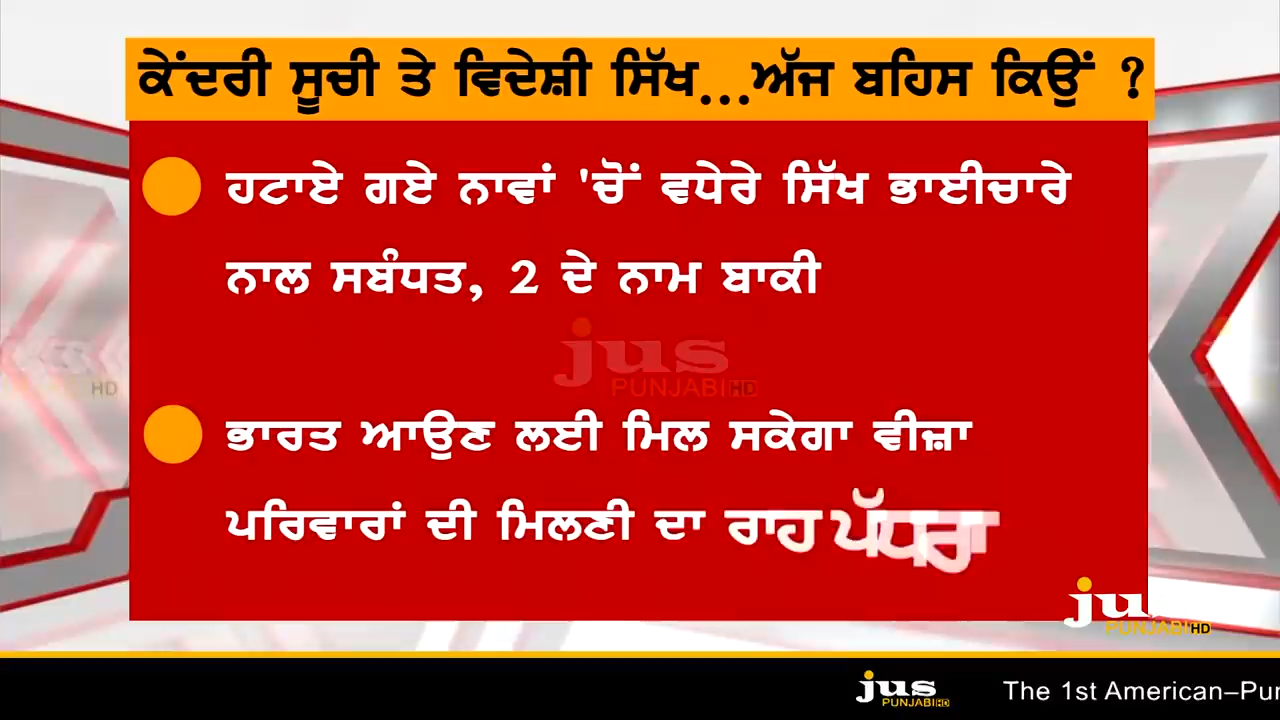 ਕੇਂਦਰੀ ਸੂਚੀ ਤੇ ਵਿਦੇਸ਼ੀ ਸਿੱਖ...ਅੱਜ ਬਹਿਸ ਕਿਉਂ ?
ਹਟਾਏ ਗਏ ਨਾਵਾਂ 'ਚੋਂ ਵਧੇਰੇ ਸਿੱਖ ਭਾਈਚਾਰੇ
ਨਾਲ ਸਬੰਧਤ, 2 ਦੇ ਨਾਮ ਬਾਕੀ
jus
PUNJABI HD
ਭਾਰਤ ਆਉਣ ਲਈ ਮਿਲ ਸਕੇਗਾ ਵੀਜ਼ਾ
ਪਰਿਵਾਰਾਂ ਦੀ ਮਿਲਣੀ ਦਾ ਰਾਹ ਪੱਧਰਾ
jus
PUNJABI HD
jus
PUNJABI HD
The 1st American–Pun